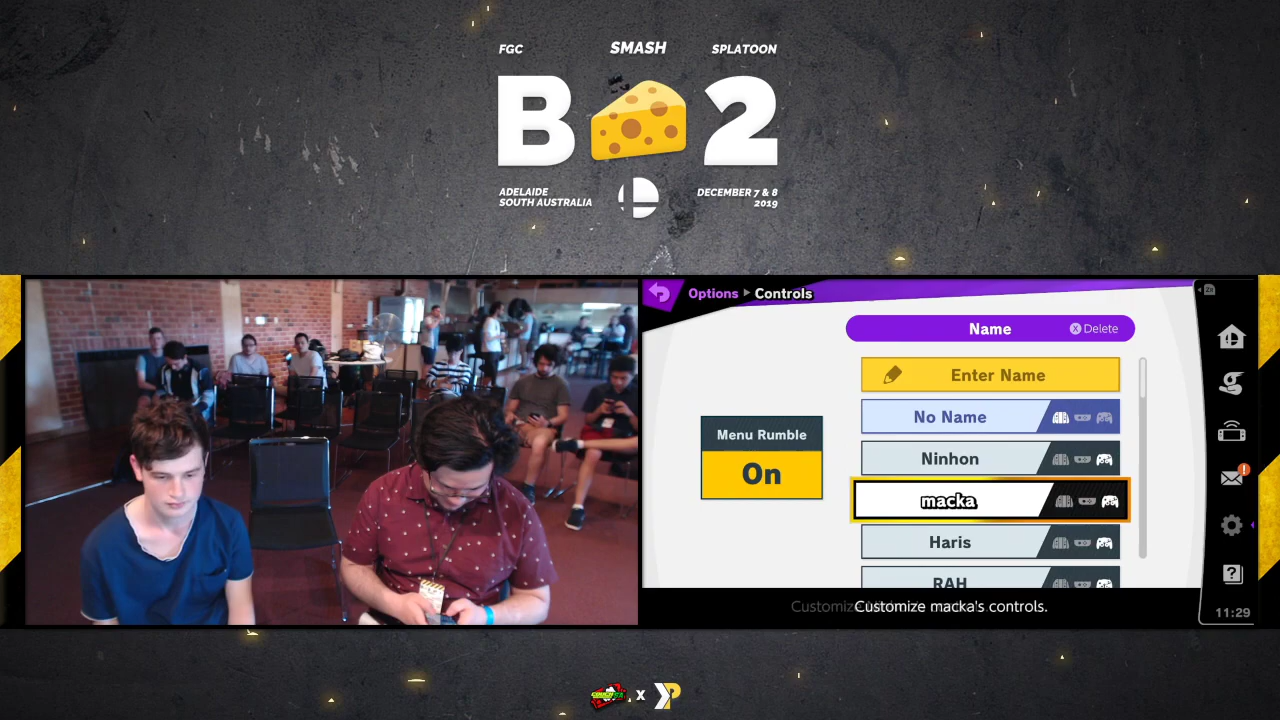 FGC
SMASH
SPLATOON
B 2
ADELAIDE
SOUTH AUSTRALIA
DECEMBER 7 & 8
2019
Options ▸ Controls
Name
X Delete
Enter Name
No Name
Menu Rumble
On
Ninhon
macka
Haris
RAH
Customize macka's controls.
11:29
X